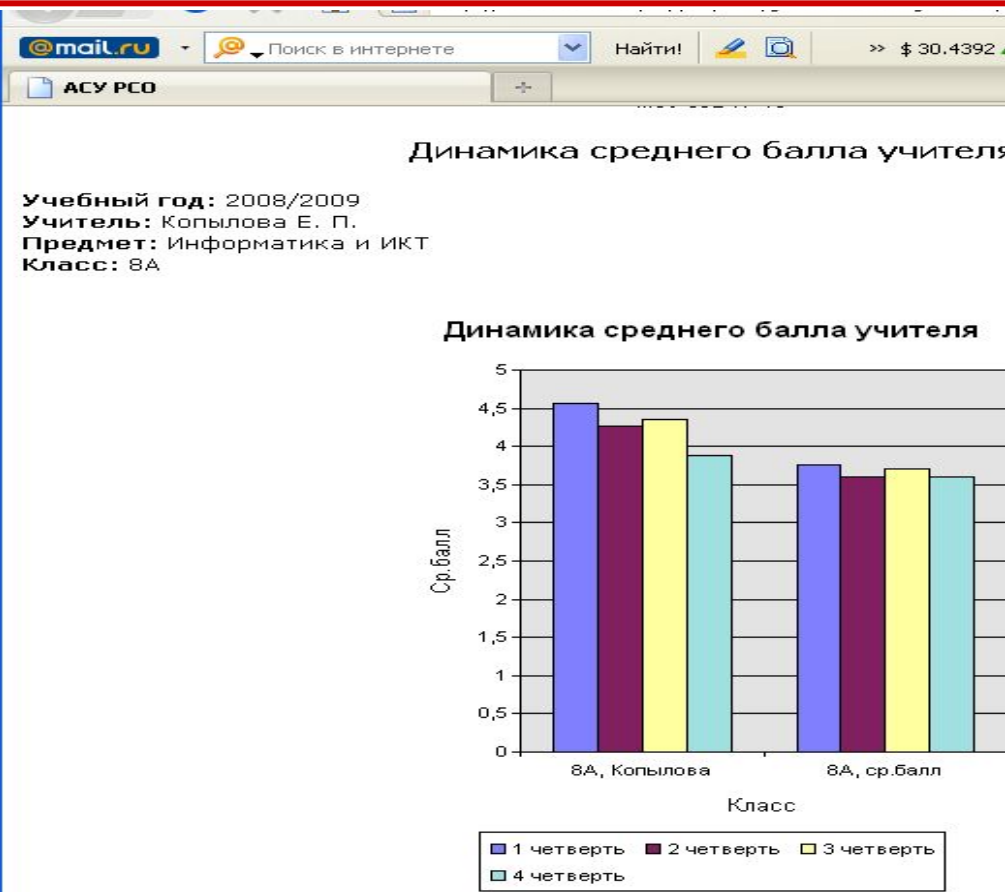 @mail.ru Поиск в интернете Найти! » $ 30.4392
АСУ РСО
Динамика среднего балла учителя
Учебный год: 2008/2009
Учитель: Копылова Е. П.
Предмет: Информатика и ИКТ
Класс: 8А
Динамика среднего балла учителя
5
4,5
4
3,5
3
2,5
2
1,5
1
0,5
0
Ср.балл
8А, Копылова 8А, ср.балл
Класс
1 четверть 2 четверть 3 четверть
4 четверть